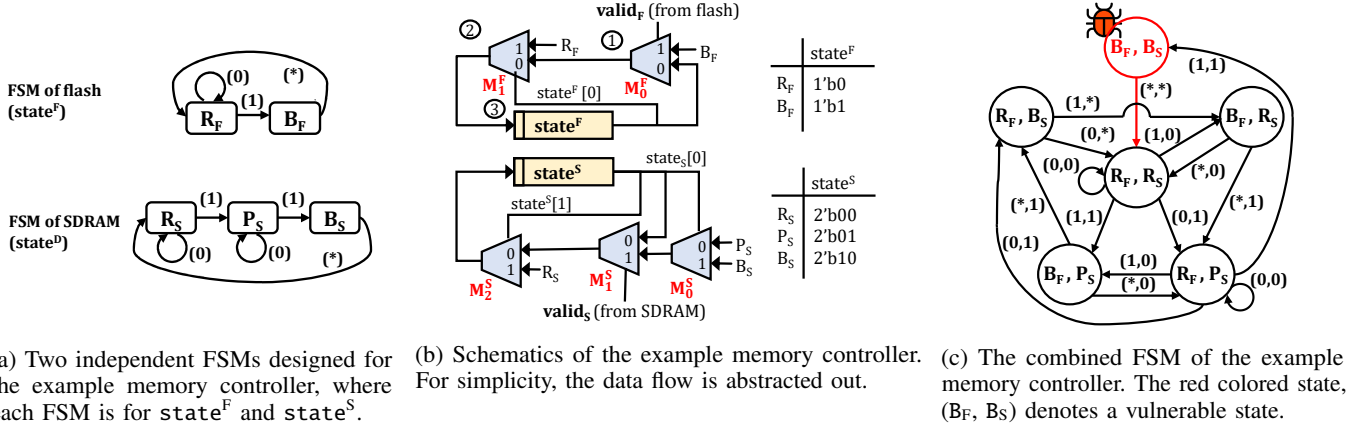 FSM of flash
(state^F)
(0)
(1)
(*)
R_F
B_F
FSM of SDRAM
(state^D)
(1)
(1)
R_S
P_S
B_S
(0)
(0)
(*)
valid_F (from flash)
②
①
1
0
R_F
1
0
B_F
M_1^F
M_0^F
state^F [0]
③
state^F
state_S[0]
state^S
state^S[1]
0
1
0
1
0
1
P_S
B_S
R_S
M_2^S
M_1^S
M_0^S
valid_S (from SDRAM)
state^F
R_F 1'b0
B_F 1'b1
state^S
R_S 2'b00
P_S 2'b01
B_S 2'b10
B_F, B_S
(1,1)
(*,*)
R_F, B_S
(1,*)
B_F, R_S
(0,*)
(1,0)
(0,0)
R_F, R_S
(*,0)
(*,1)
(1,1)
(0,1)
(*,1)
(0,1)
B_F, P_S
(1,0)
(*,0)
R_F, P_S
(0,0)
a) Two independent FSMs designed for
he example memory controller, where
ach FSM is for state^F and state^S.
(b) Schematics of the example memory controller.
For simplicity, the data flow is abstracted out.
(c) The combined FSM of the example
memory controller. The red colored state,
(B_F, B_S) denotes a vulnerable state.